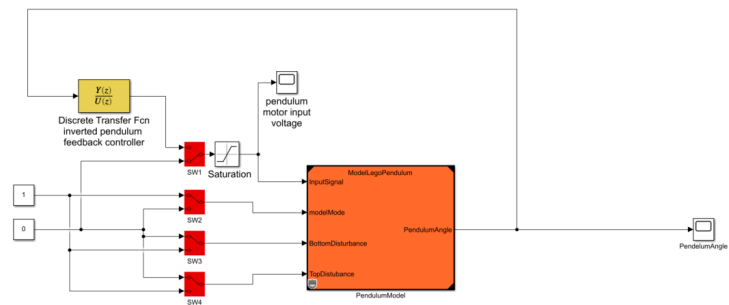 Y(z)
U(z)
Discrete Transfer Fcn
inverted pendulum
feedback controller
pendulum
motor input
voltage
SW1
Saturation
ModelLegoPendulum
InputSignal
1
modelMode
SW2
0
PendulumAngle
BottomDisturbance
SW3
PendelumAngle
TopDistubance
SW4
PendulumModel